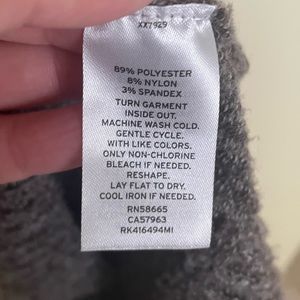 XX7929
89% POLYESTER
8% NYLON
3% SPANDEX
TURN GARMENT
INSIDE OUT.
MACHINE WASH COLD.
GENTLE CYCLE.
WITH LIKE COLORS.
ONLY NON-CHLORINE
BLEACH IF NEEDED.
RESHAPE.
LAY FLAT TO DRY.
COOL IRON IF NEEDED.
RN58665
CA57963
RK416494MI